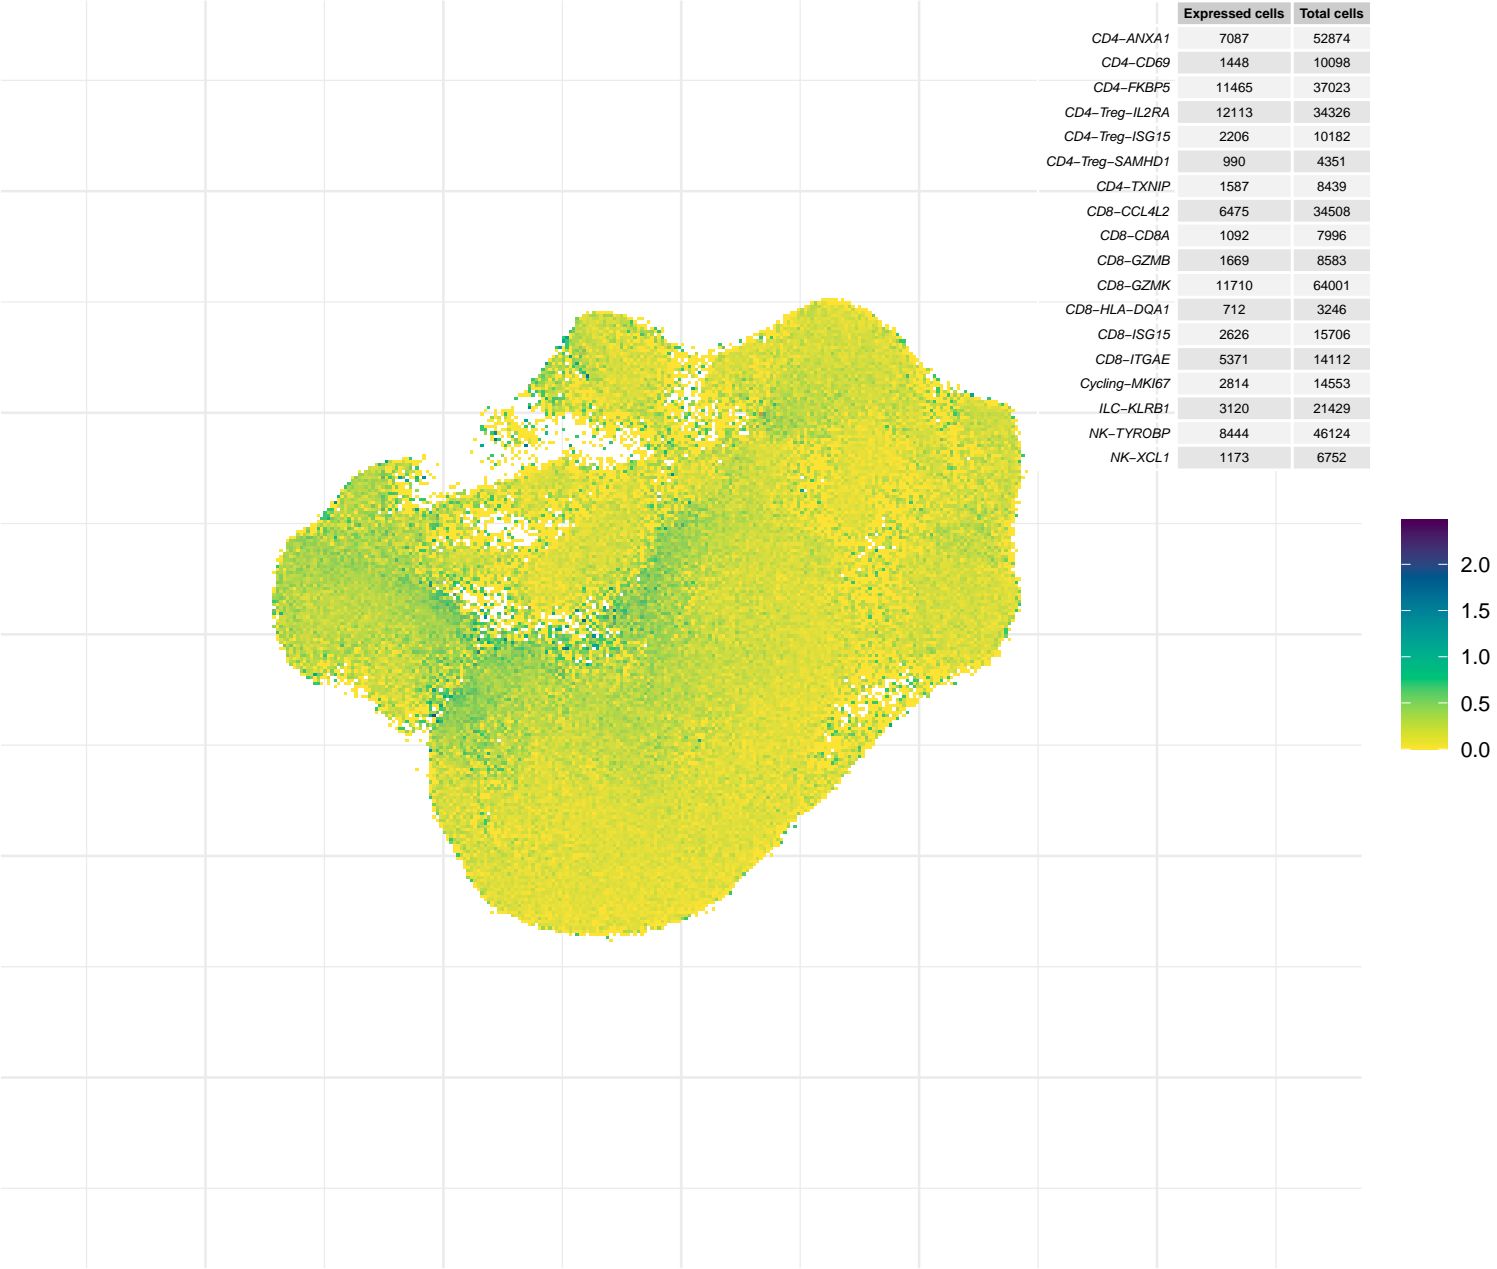 Expressed cells Total cells
CD4−ANXA1 7087 52874
CD4−CD69 1448 10098
CD4−FKBP5 11465 37023
CD4−Treg−IL2RA 12113 34326
CD4−Treg−ISG15 2206 10182
CD4−Treg−SAMHD1 990 4351
CD4−TXNIP 1587 8439
CD8−CCL4L2 6475 34508
CD8−CD8A 1092 7996
CD8−GZMB 1669 8583
CD8−GZMK 11710 64001
CD8−HLA−DQA1 712 3246
CD8−ISG15 2626 15706
CD8−ITGAE 5371 14112
Cycling−MKI67 2814 14553
ILC−KLRB1 3120 21429
NK−TYROBP 8444 46124
NK−XCL1 1173 6752
2.0
1.5
1.0
0.5
0.0